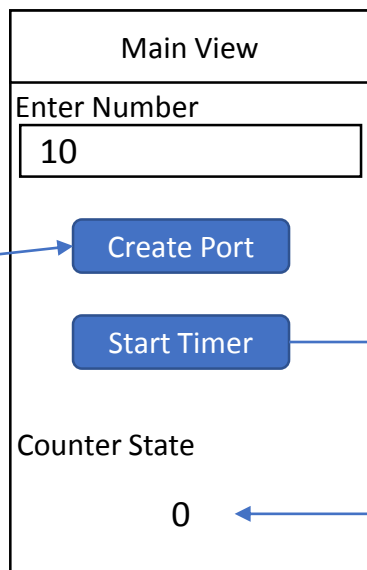 Main View
Enter Number
10
Create Port
Start Timer
Counter State
0